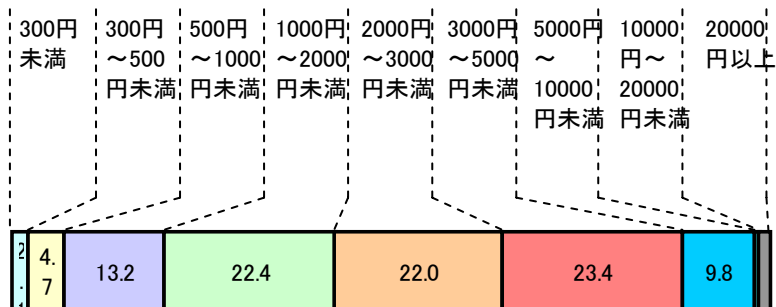 300円
未満
300円
～500
円未満
500円
～1000
円未満
1000円
～2000
円未満
2000円
～3000
円未満
3000円
～5000
円未満
5000円
～
10000
円未満
10000
円～
20000
円未満
20000
円以上
4.
7
13.2
22.4
22.0
23.4
9.8